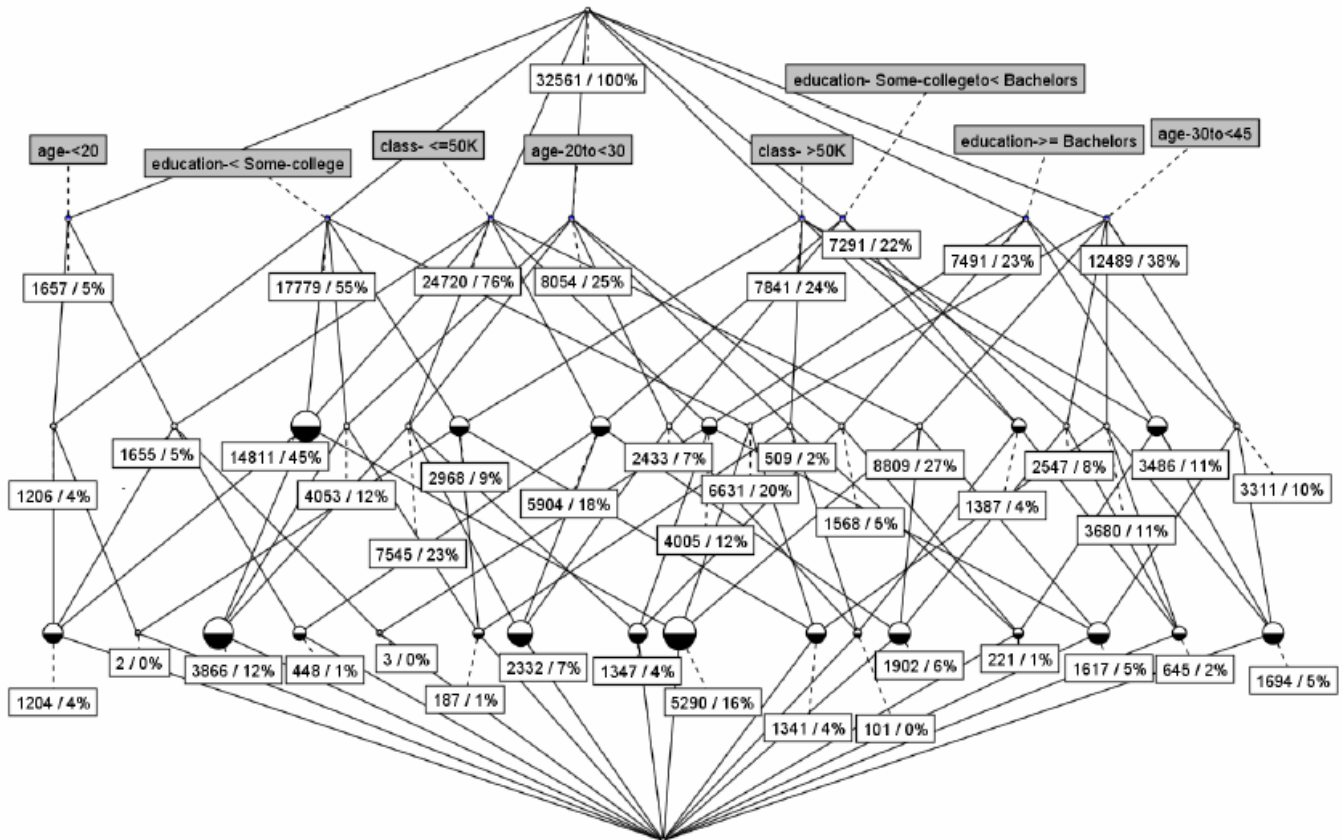 32561 / 100%
education- Some-collegeto< Bachelors
age-<20
education-< Some-college
class- <=50K
age-20to<30
class- >50K
education->= Bachelors
age-30to<45
7291 / 22%
1657 / 5%
17779 / 55%
24720 / 76%
8054 / 25%
7841 / 24%
7491 / 23%
12489 / 38%
1655 / 5%
14811 / 45%
2968 / 9%
2433 / 7%
509 / 2%
8809 / 27%
2547 / 8%
3486 / 11%
1206 / 4%
4053 / 12%
5904 / 18%
6631 / 20%
1387 / 4%
3311 / 10%
7545 / 23%
4005 / 12%
1568 / 5%
3680 / 11%
2 / 0%
3866 / 12%
448 / 1%
3 / 0%
2332 / 7%
1347 / 4%
1902 / 6%
221 / 1%
1617 / 5%
645 / 2%
1694 / 5%
1204 / 4%
187 / 1%
5290 / 16%
1341 / 4%
101 / 0%